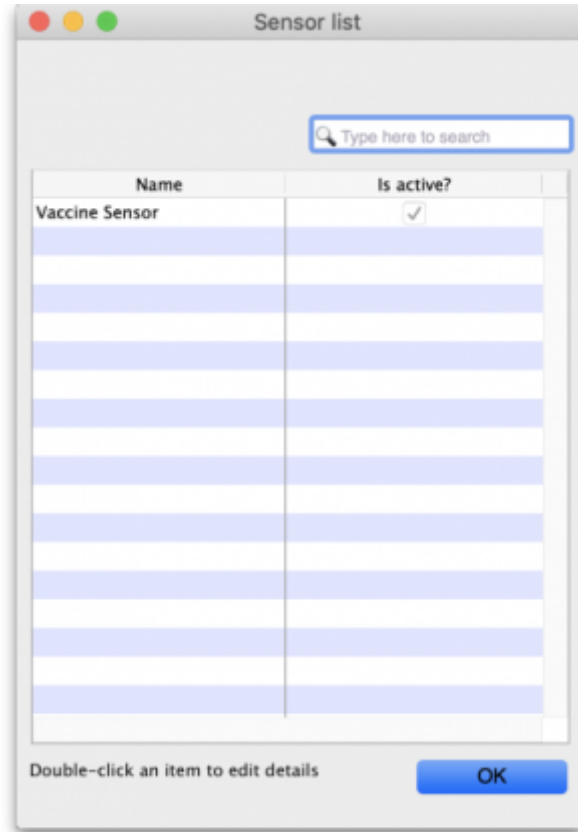 Sensor list
Type here to search
Name Is active?
Vaccine Sensor
Double-click an item to edit details
OK